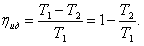 η_ид = (T₁ − T₂) / T₁ = 1 − T₂ / T₁.